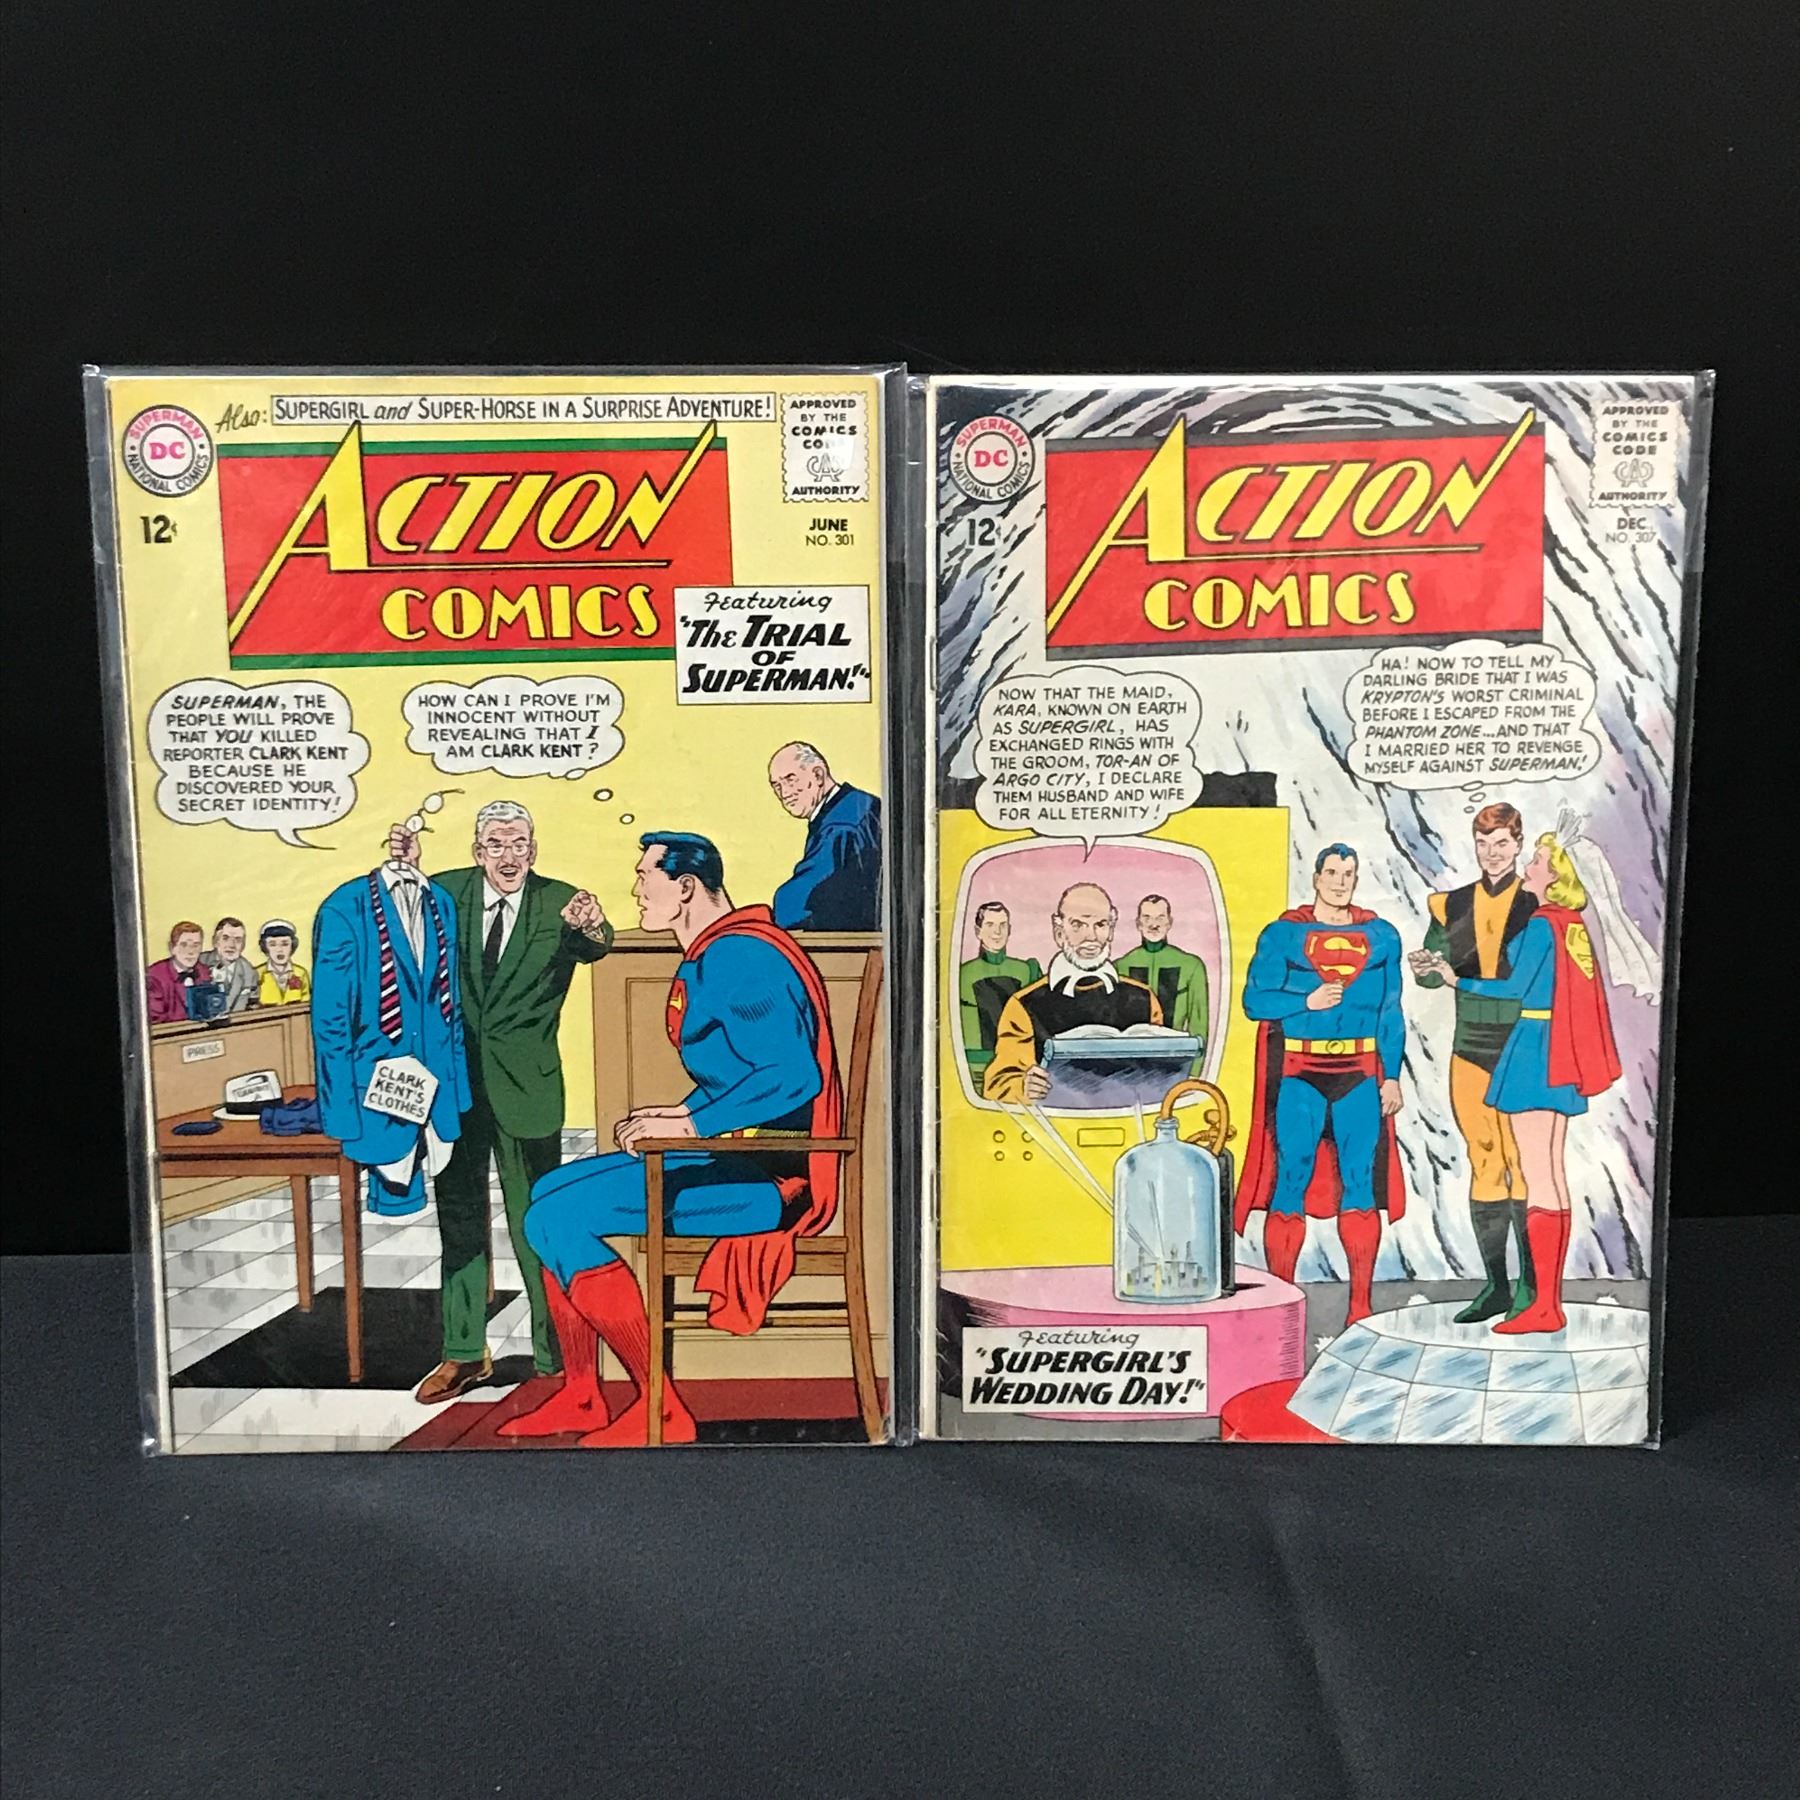 Also: SUPERGIRL and SUPER-HORSE IN A SURPRISE ADVENTURE!
SUPERMAN
DC
NATIONAL COMICS
APPROVED
BY THE
COMICS
AUTHORITY
12¢
ACTION
COMICS
JUNE
NO. 301
Featuring
"THE TRIAL
OF
SUPERMAN!"
SUPERMAN, THE
PEOPLE WILL PROVE
THAT YOU KILLED
REPORTER CLARK KENT
BECAUSE HE
DISCOVERED YOUR
SECRET IDENTITY!
HOW CAN I PROVE I'M
INNOCENT WITHOUT
REVEALING THAT I
AM CLARK KENT?
PRESS
CLARK
KENT'S
CLOTHES
SUPERMAN
DC
NATIONAL COMICS
APPROVED
BY THE
COMICS
CODE
AUTHORITY
12¢
ACTION
COMICS
DEC.
NO. 307
NOW THAT THE MAID,
KARA, KNOWN ON EARTH
AS SUPERGIRL, HAS
EXCHANGED RINGS WITH
THE GROOM, TOR-AN OF
ARGO CITY, I DECLARE
THEM HUSBAND AND WIFE
FOR ALL ETERNITY!
HA! NOW TO TELL MY
DARLING BRIDE THAT I WAS
KRYPTON'S WORST CRIMINAL
BEFORE I ESCAPED FROM THE
PHANTOM ZONE...AND THAT
I MARRIED HER TO REVENGE
MYSELF AGAINST SUPERMAN!
Featuring
"SUPERGIRL'S
WEDDING DAY!"